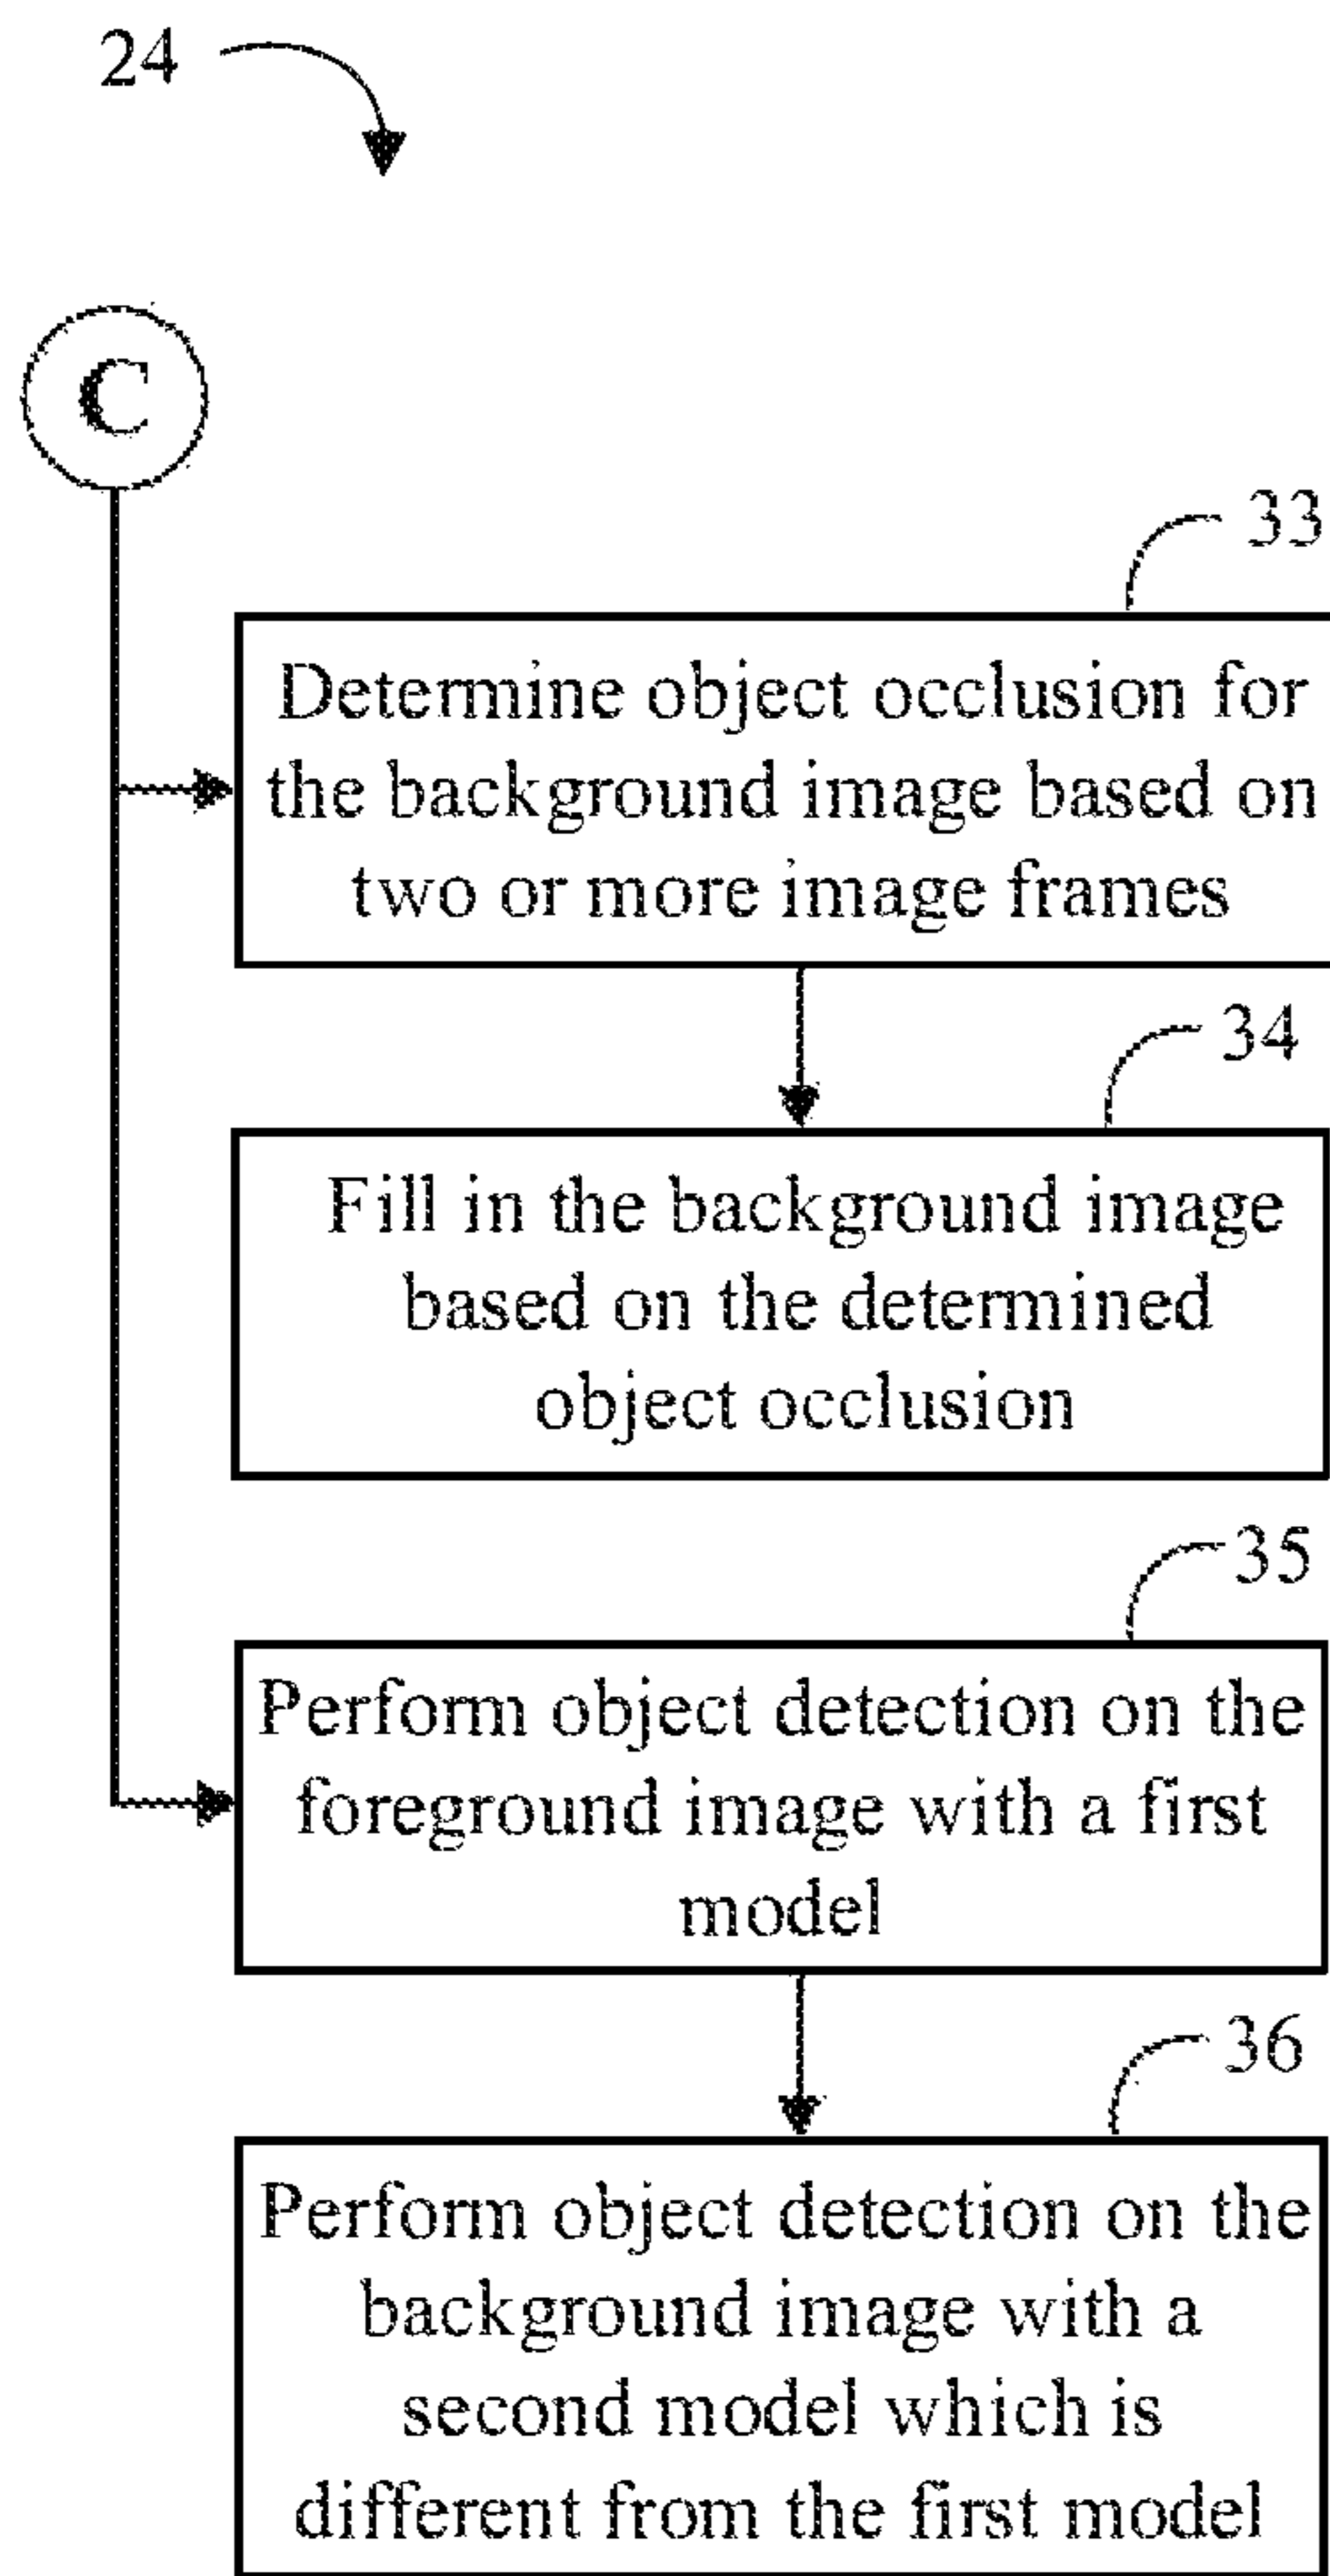 24
C
33
Determine object occlusion for
the background image based on
two or more image frames
34
Fill in the background image
based on the determined
object occlusion
35
Perform object detection on the
foreground image with a first
model
36
Perform object detection on the
background image with a
second model which is
different from the first model